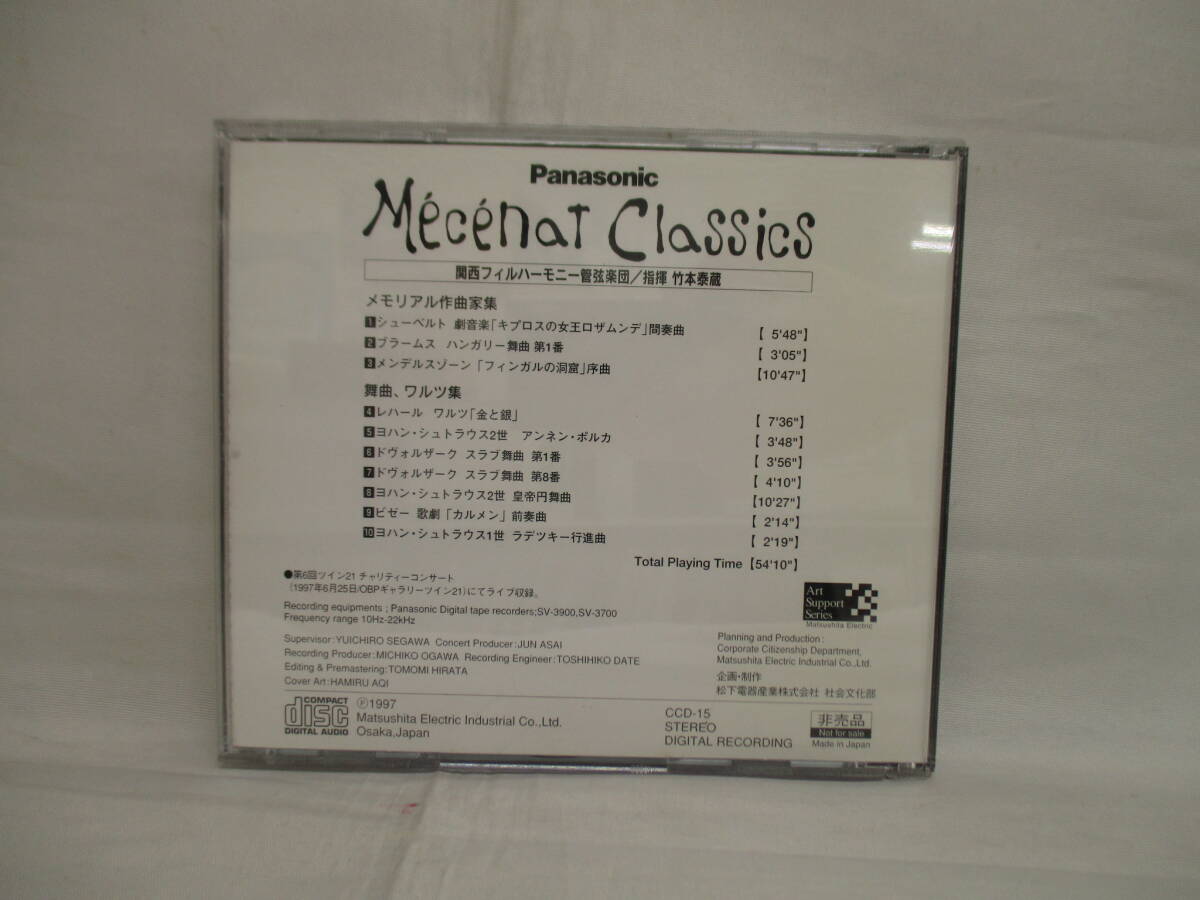 Panasonic
Mécénat Classics
関西フィルハーモニー管弦楽団／指揮 竹本泰蔵
メモリアル作曲家集
1 シューベルト 劇音楽「キプロスの女王ロザムンデ」間奏曲 【 5'48"】
2 ブラームス ハンガリー舞曲 第1番 【 3'05"】
3 メンデルスゾーン 「フィンガルの洞窟」序曲 【10'47"】
舞曲、ワルツ集
4 レハール ワルツ「金と銀」 【 7'36"】
5 ヨハン・シュトラウス2世 アンネン・ポルカ 【 3'48"】
6 ドヴォルザーク スラブ舞曲 第1番 【 3'56"】
7 ドヴォルザーク スラブ舞曲 第8番 【 4'10"】
8 ヨハン・シュトラウス2世 皇帝円舞曲 【10'27"】
9 ビゼー 歌劇「カルメン」前奏曲 【 2'14"】
10 ヨハン・シュトラウス1世 ラデツキー行進曲 【 2'19"】
Total Playing Time【54'10"】
●第6回ツイン21 チャリティーコンサート
(1997年6月25日/OBPギャラリーツイン21)にてライブ収録。
Recording equipments ; Panasonic Digital tape recorders;SV-3900,SV-3700
Frequency range 10Hz-22kHz
Supervisor:YUICHIRO SEGAWA Concert Producer:JUN ASAI
Recording Producer:MICHIKO OGAWA Recording Engineer:TOSHIHIKO DATE
Editing & Premastering:TOMOMI HIRATA
Cover Art:HAMIRU AQI
Art
Support
Series
Matsushita Electric
Planning and Production:
Corporate Citizenship Department,
Matsushita Electric Industrial Co.,Ltd.
企画・制作
松下電器産業株式会社 社会文化部
COMPACT
disc
DIGITAL AUDIO
Ⓟ1997
Matsushita Electric Industrial Co.,Ltd.
Osaka,Japan
CCD-15
STEREO
DIGITAL RECORDING
非売品
Not for sale
Made in Japan